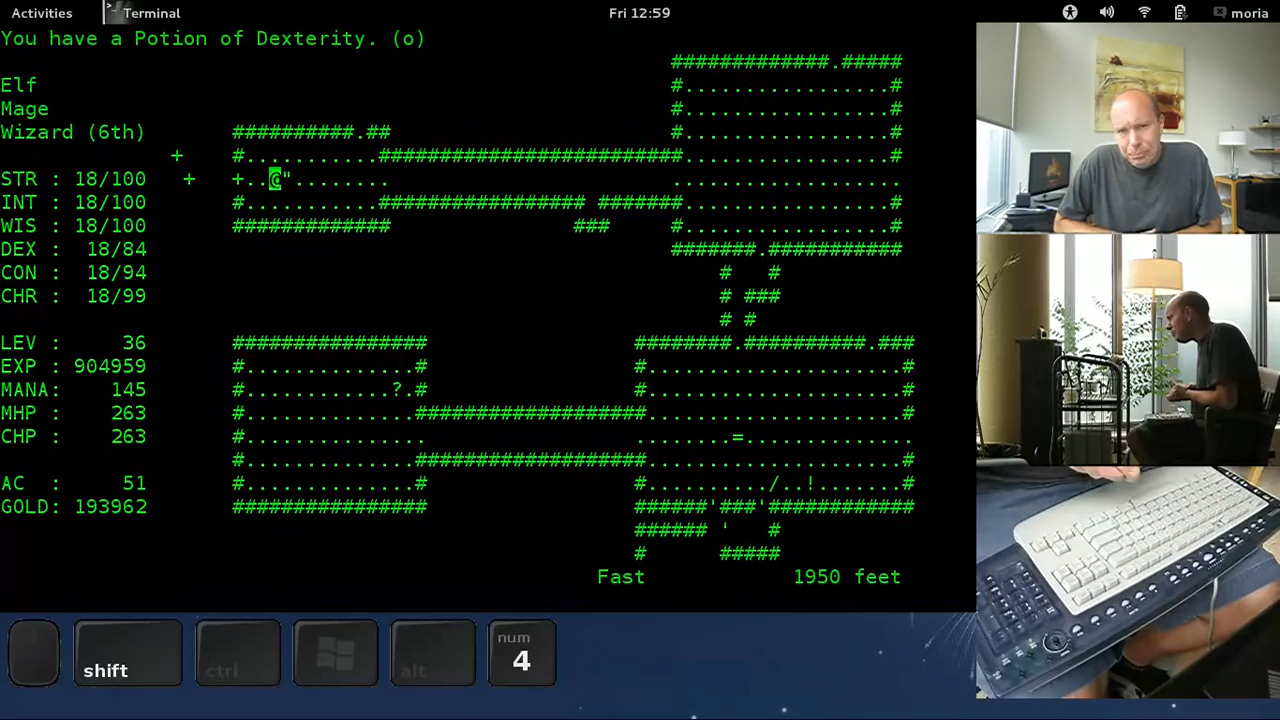 Activities Terminal Fri 12:59 moria
You have a Potion of Dexterity. (o)
#############.#####
Elf #.................#
Mage #.................#
Wizard (6th) ##########.## #.................#
+ #...........##########################.................#
STR : 18/100 + +..@"........ ...................
INT : 18/100 #...........################ #######.................#
WIS : 18/100 ############# ### #.................#
DEX : 18/84 #######.###########
CON : 18/94 # #
CHR : 18/99 # ###
# #
LEV : 36 ################ ########.##########.###
EXP : 904959 #..............# #.....................#
MANA: 145 #............?.# #.....................#
MHP : 263 #..............####################.....................#
CHP : 263 #............... ........=..............
#..............####################.....................#
AC : 51 #..............# #........../..!.......#
GOLD: 193962 ################ ######'###'############
###### ' #
# #####
Fast 1950 feet
shift ctrl alt num
4